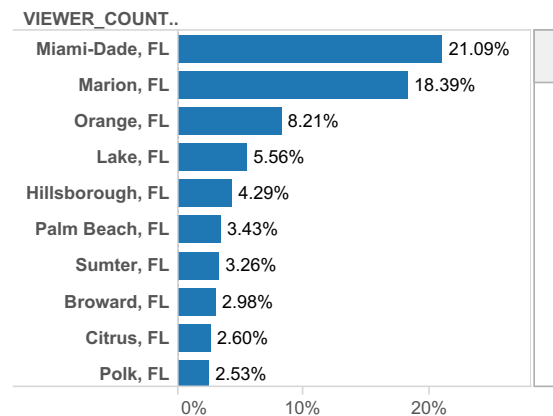 VIEWER_COUNT..
Miami-Dade, FL 21.09%
Marion, FL 18.39%
Orange, FL 8.21%
Lake, FL 5.56%
Hillsborough, FL 4.29%
Palm Beach, FL 3.43%
Sumter, FL 3.26%
Broward, FL 2.98%
Citrus, FL 2.60%
Polk, FL 2.53%
0% 10% 20%